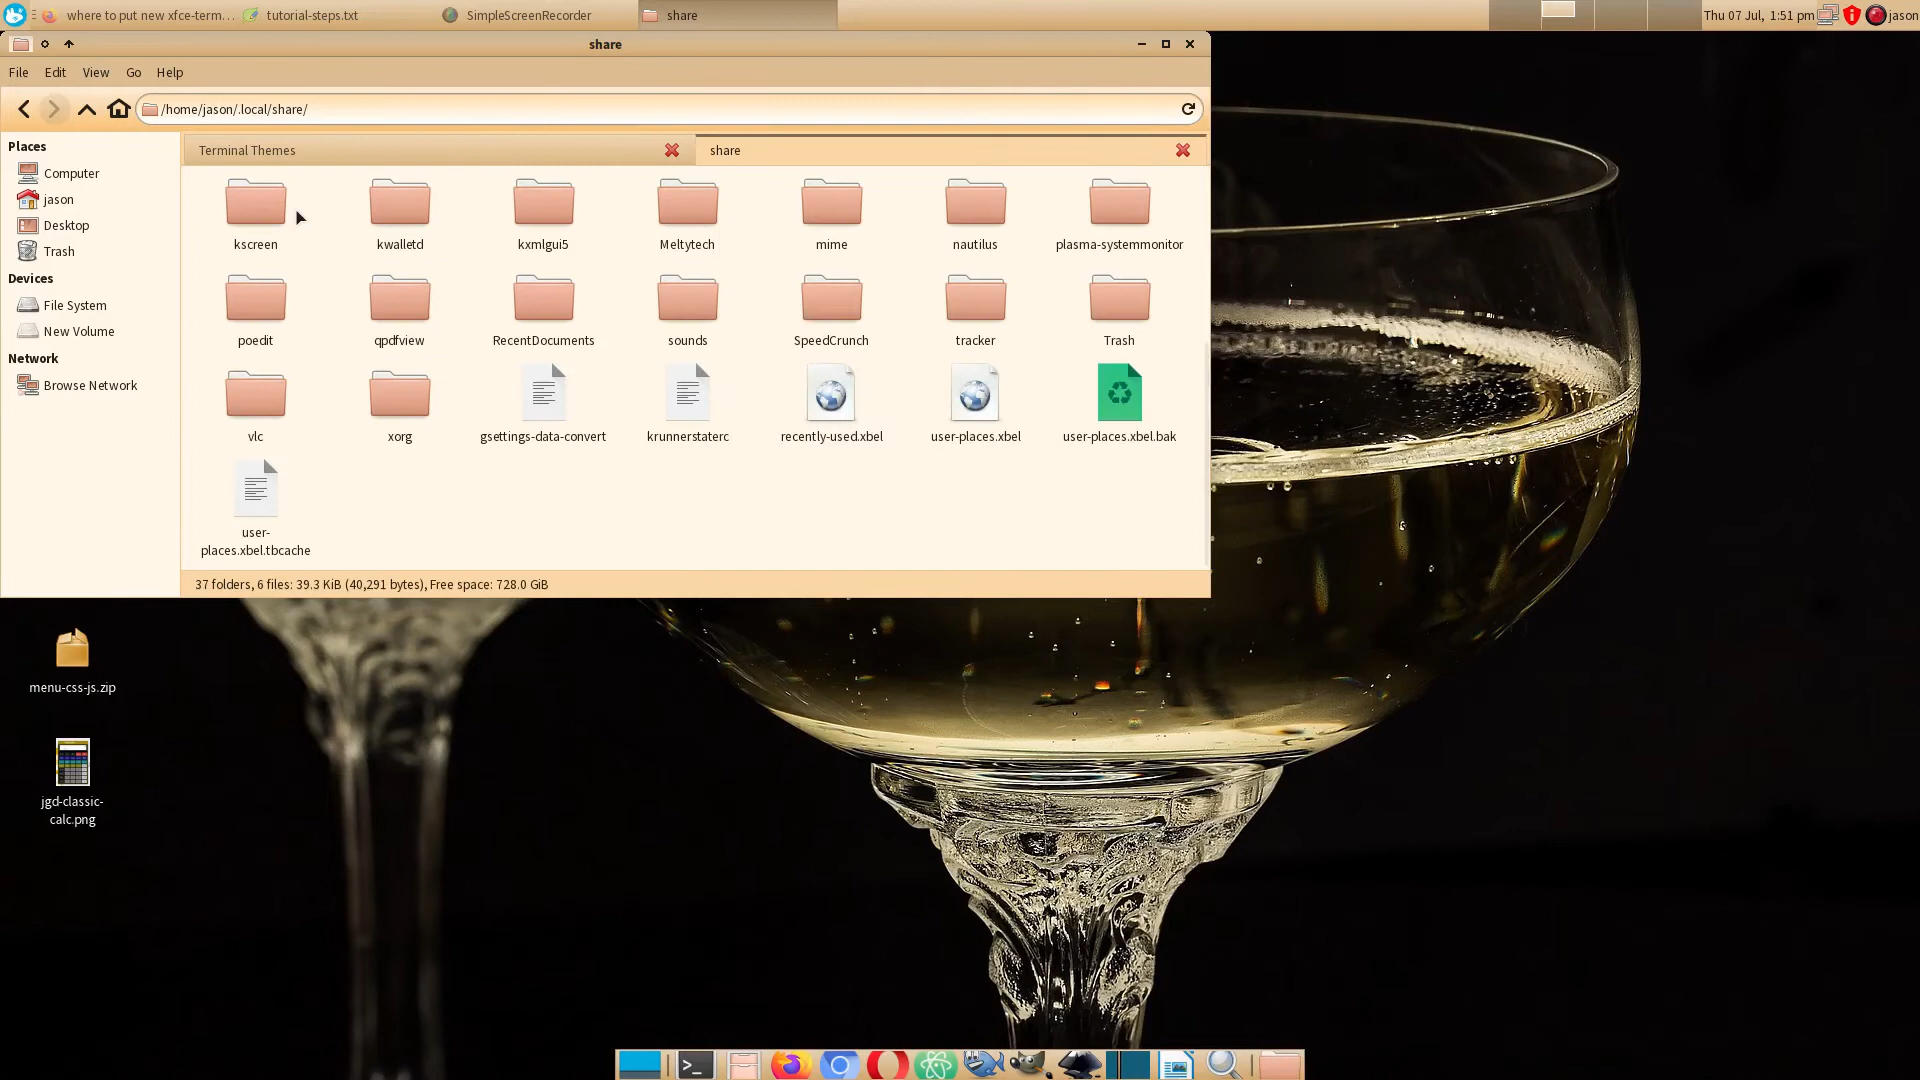 where to put new xfce-term...
tutorial-steps.txt
SimpleScreenRecorder
share
Thu 07 Jul, 1:51 pm
jason
share
File Edit View Go Help
/home/jason/.local/share/
Places
Computer
jason
Desktop
Trash
Devices
File System
New Volume
Network
Browse Network
Terminal Themes
share
kscreen
kwalletd
kxmlgui5
Meltytech
mime
nautilus
plasma-systemmonitor
poedit
qpdfview
RecentDocuments
sounds
SpeedCrunch
tracker
Trash
vlc
xorg
gsettings-data-convert
krunnerstaterc
recently-used.xbel
user-places.xbel
user-places.xbel.bak
user-
places.xbel.tbcache
37 folders, 6 files: 39.3 KiB (40,291 bytes), Free space: 728.0 GiB
menu-css-js.zip
jgd-classic-
calc.png